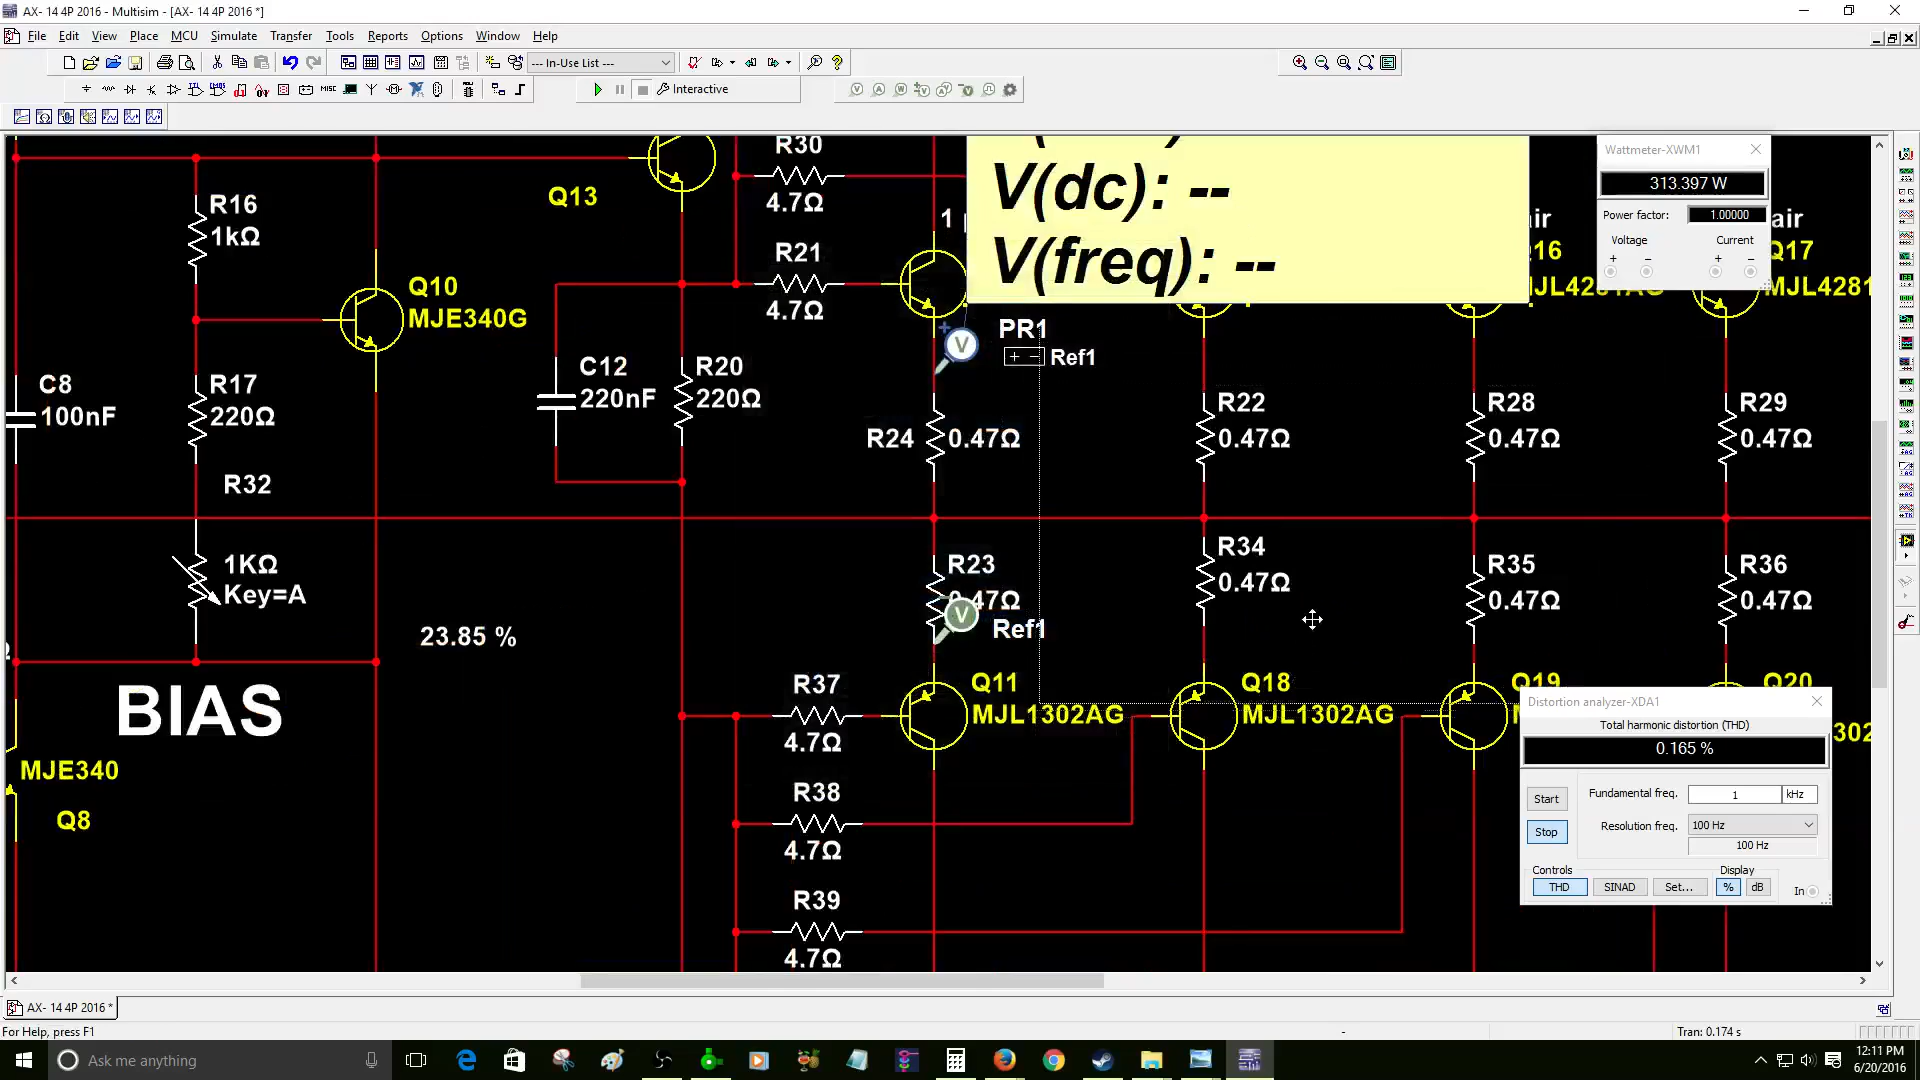 AX- 14 4P 2016 - Multisim - [AX- 14 4P 2016 *]
File Edit View Place MCU Simulate Transfer Tools Reports Options Window Help
--- In-Use List ---
Interactive
R30
4.7Ω
Q13
R16
1kΩ
R21
4.7Ω
1
V(dc): --
V(freq): --
Wattmeter-XWM1
313.397 W
Power factor:
1.00000
Voltage
Current
+ - + -
air
air
Q17
MJL4281
Q10
MJE340G
C8
100nF
R17
220Ω
C12
220nF
R20
220Ω
V
PR1
+ -
Ref1
R24
0.47Ω
R22
0.47Ω
R28
0.47Ω
R29
0.47Ω
R32
1KΩ
Key=A
23.85 %
R23
0.47Ω
V
Ref1
R34
0.47Ω
R35
0.47Ω
R36
0.47Ω
BIAS
MJE340
Q8
R37
4.7Ω
Q11
MJL1302AG
Q18
MJL1302AG
Q19
Q20
302
R38
4.7Ω
R39
4.7Ω
Distortion analyzer-XDA1
Total harmonic distortion (THD)
0.165 %
Start
Stop
Fundamental freq.
1
kHz
Resolution freq.
100 Hz
100 Hz
Controls
Display
THD
SINAD
Set...
%
dB
In
AX- 14 4P 2016 *
For Help, press F1
-
Tran: 0.174 s
Ask me anything
12:11 PM
6/20/2016